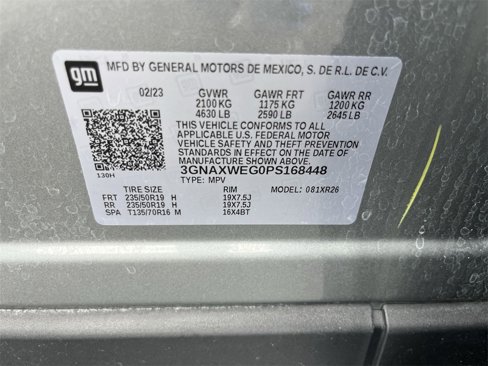 gm MFD BY GENERAL MOTORS DE MEXICO, S. DE R.L. DE C.V.
02/23 GVWR GAWR FRT GAWR RR
2100 KG 1175 KG 1200 KG
4630 LB 2590 LB 2645 LB
THIS VEHICLE CONFORMS TO ALL
APPLICABLE U.S. FEDERAL MOTOR
VEHICLE SAFETY AND THEFT PREVENTION
STANDARDS IN EFFECT ON THE DATE OF
MANUFACTURE SHOWN ABOVE.
3GNAXWEG0PS168448
130H TYPE: MPV
TIRE SIZE RIM MODEL: 081XR26
FRT 235/50R19 H 19X7.5J
RR 235/50R19 H 19X7.5J
SPA T135/70R16 M 16X4BT